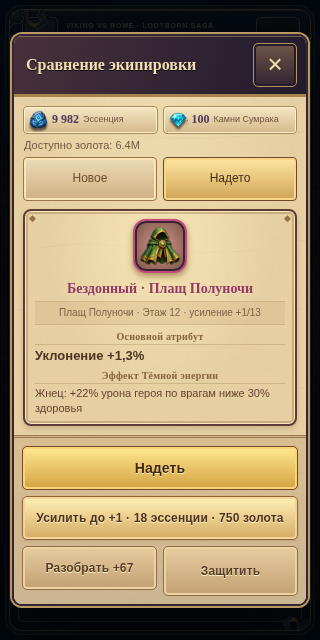 VIKING VS ROME · LOOTBORN SAGA
Сравнение экипировки
✕
9 982 Эссенция
100 Камни Сумрака
Доступно золота: 6.4M
Новое
Надето
Бездонный · Плащ Полуночи
Плащ Полуночи · Этаж 12 · усиление +1/13
Основной атрибут
Уклонение +1,3%
Эффект Тёмной энергии
Жнец: +22% урона героя по врагам ниже 30%
здоровья
Надеть
Усилить до +1 · 18 эссенции · 750 золота
Разобрать +67
Защитить